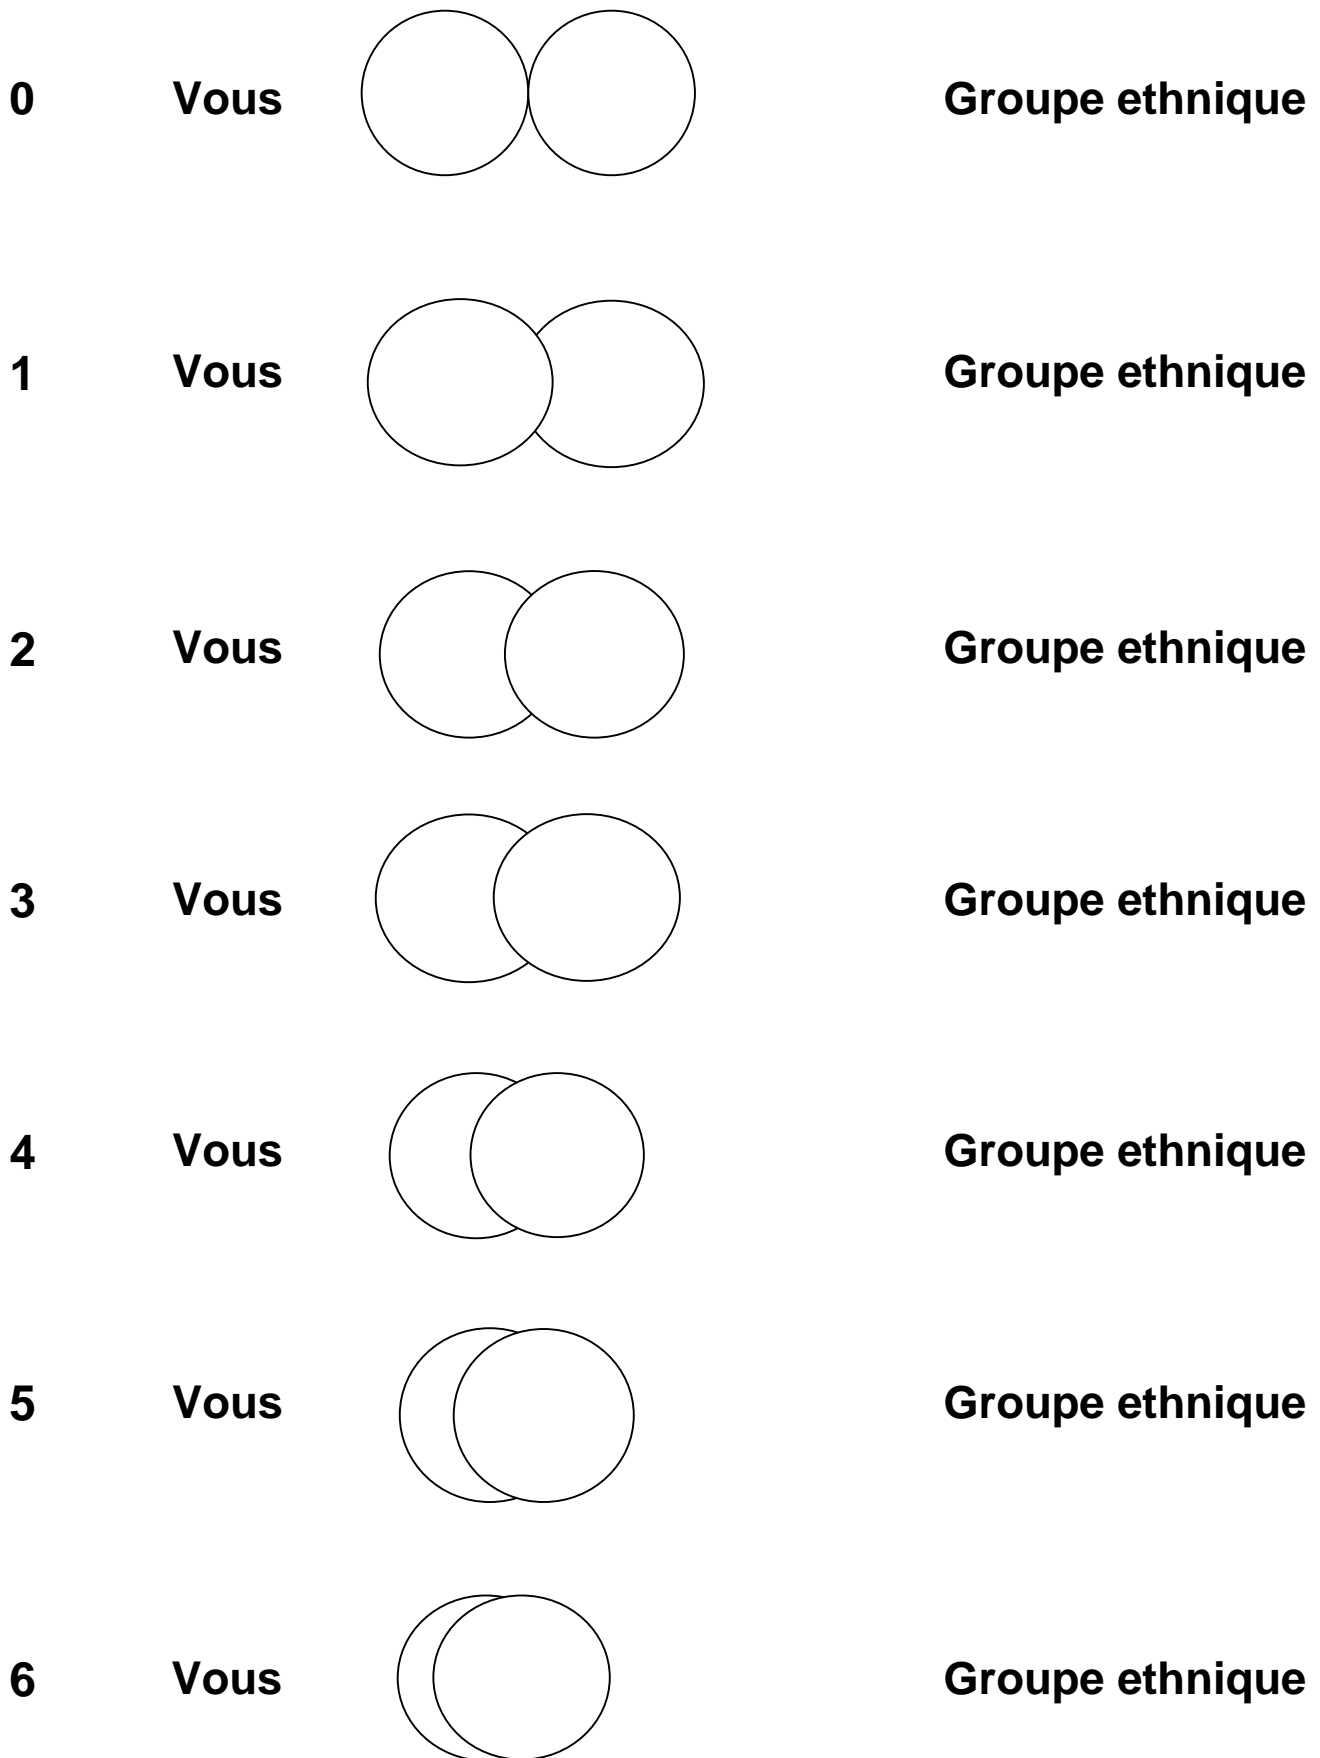 0 Vous Groupe ethnique
1 Vous Groupe ethnique
2 Vous Groupe ethnique
3 Vous Groupe ethnique
4 Vous Groupe ethnique
5 Vous Groupe ethnique
6 Vous Groupe ethnique